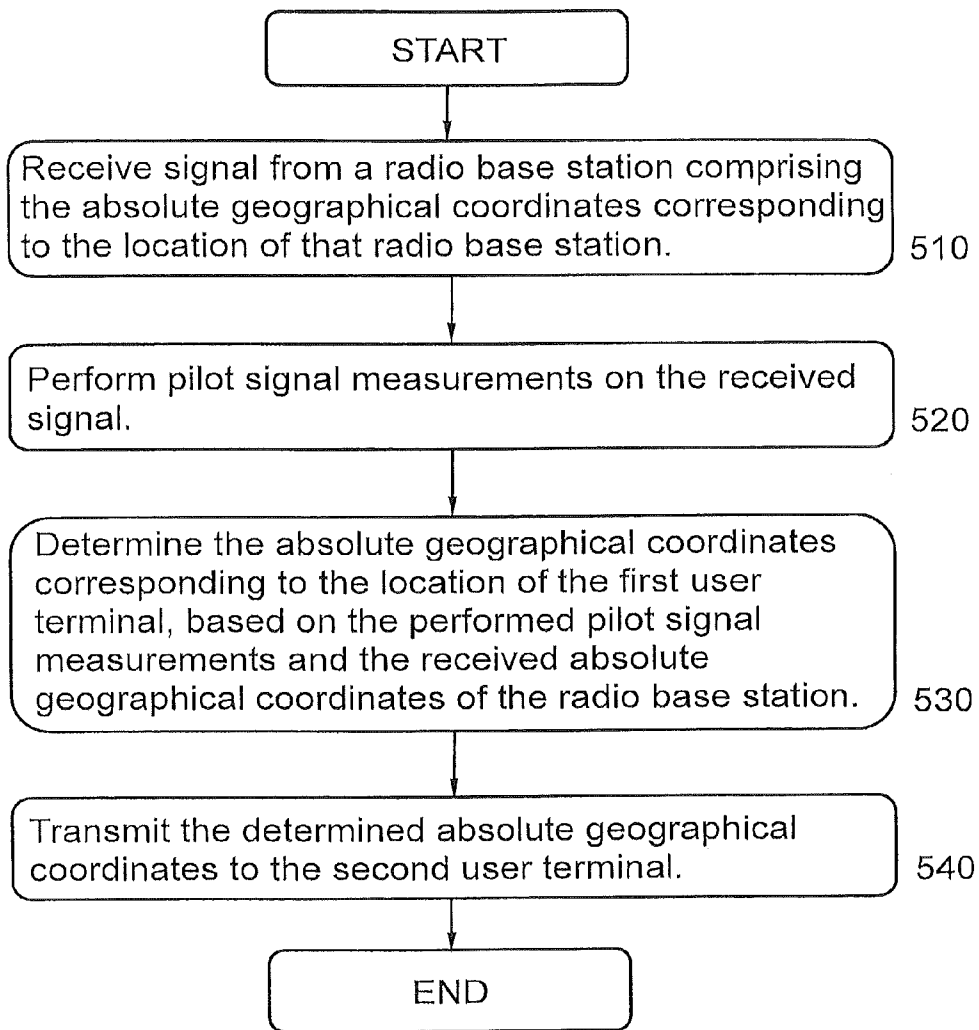 START
Receive signal from a radio base station comprising
the absolute geographical coordinates corresponding
to the location of that radio base station.
510
Perform pilot signal measurements on the received
signal.
520
Determine the absolute geographical coordinates
corresponding to the location of the first user
terminal, based on the performed pilot signal
measurements and the received absolute
geographical coordinates of the radio base station.
530
Transmit the determined absolute geographical
coordinates to the second user terminal.
540
END